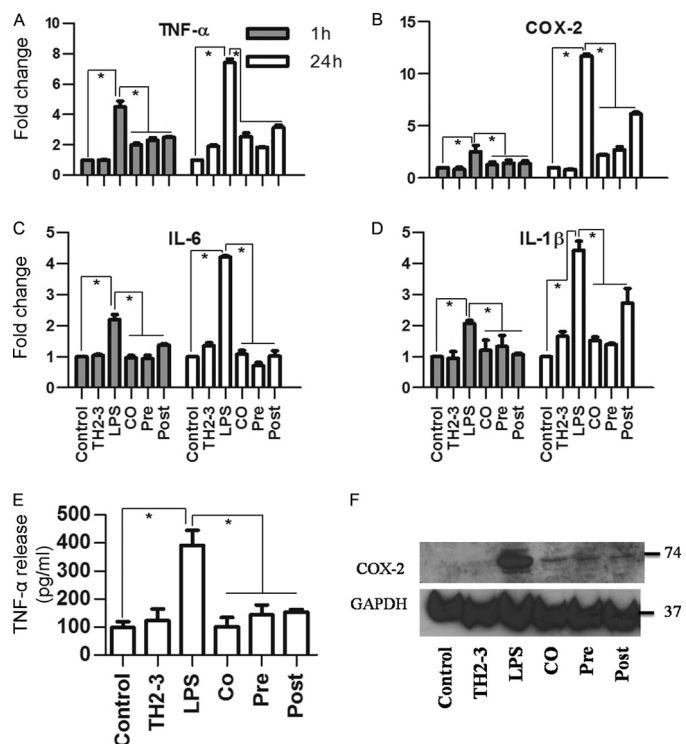 A
TNF-α
1h
24h
Fold change
10
8
6
4
2
0
*
*
*
*
B
COX-2
15
10
5
0
*
*
*
*
C
IL-6
Fold change
5
4
3
2
1
0
*
*
*
*
Control
TH2-3
LPS
CO
Pre
Post
Control
TH2-3
LPS
CO
Pre
Post
D
IL-1β
5
4
3
2
1
0
*
*
*
*
Control
TH2-3
LPS
CO
Pre
Post
Control
TH2-3
LPS
CO
Pre
Post
E
TNF-α release
(pg/ml)
500
400
300
200
100
0
*
*
Control
TH2-3
LPS
Co
Pre
Post
F
COX-2
74
GAPDH
37
Control
TH2-3
LPS
CO
Pre
Post